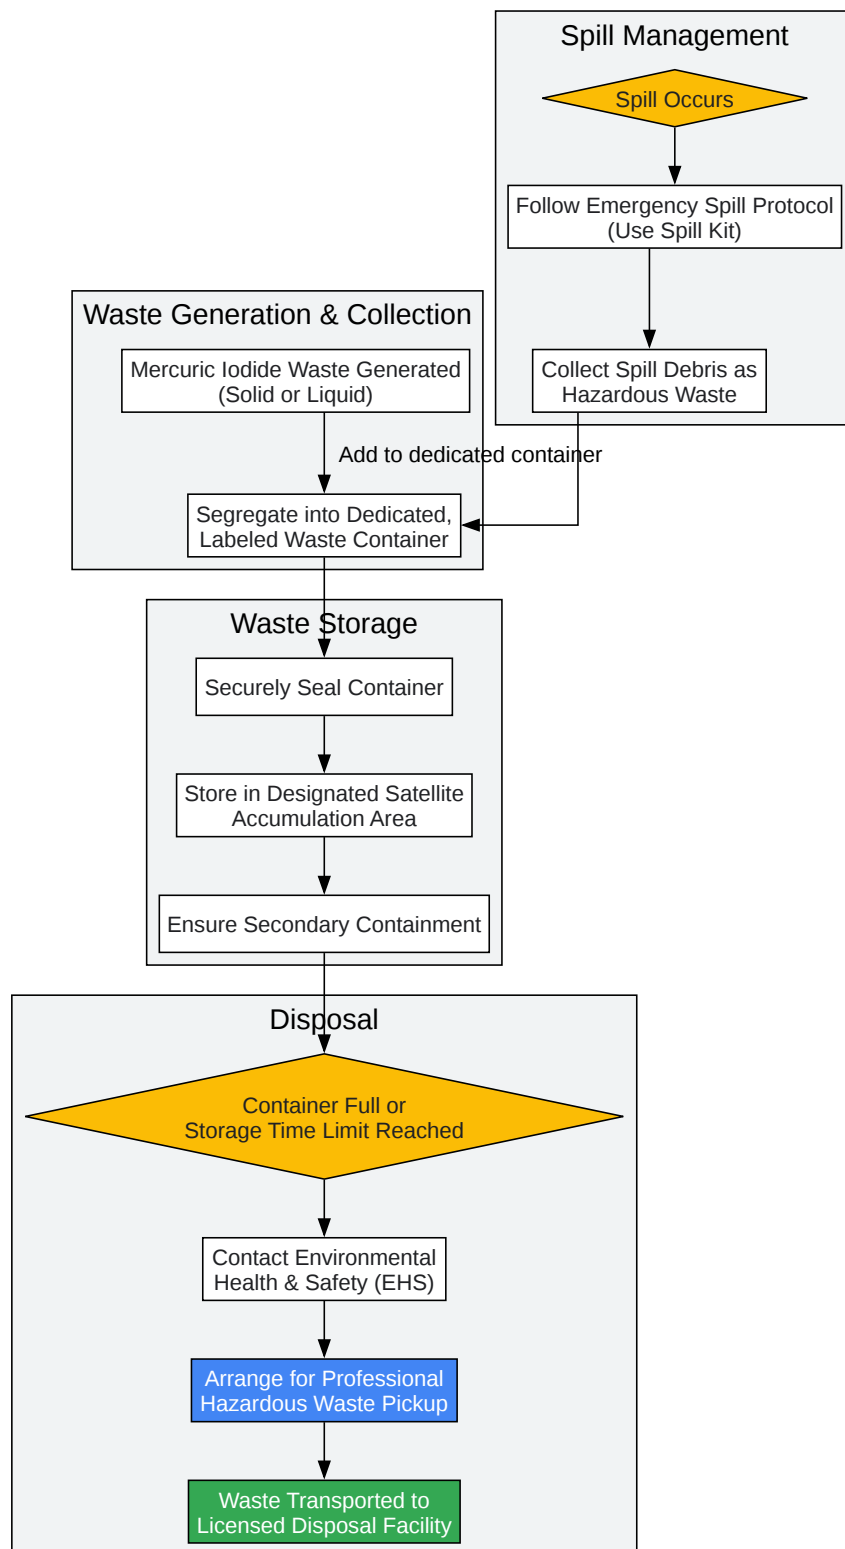 Spill Management
Spill Occurs
Follow Emergency Spill Protocol
(Use Spill Kit)
Waste Generation & Collection
Mercuric Iodide Waste Generated
(Solid or Liquid)
Collect Spill Debris as
Hazardous Waste
Add to dedicated container
Segregate into Dedicated,
Labeled Waste Container
Waste Storage
Securely Seal Container
Store in Designated Satellite
Accumulation Area
Ensure Secondary Containment
Disposal
Container Full or
Storage Time Limit Reached
Contact Environmental
Health & Safety (EHS)
Arrange for Professional
Hazardous Waste Pickup
Waste Transported to
Licensed Disposal Facility